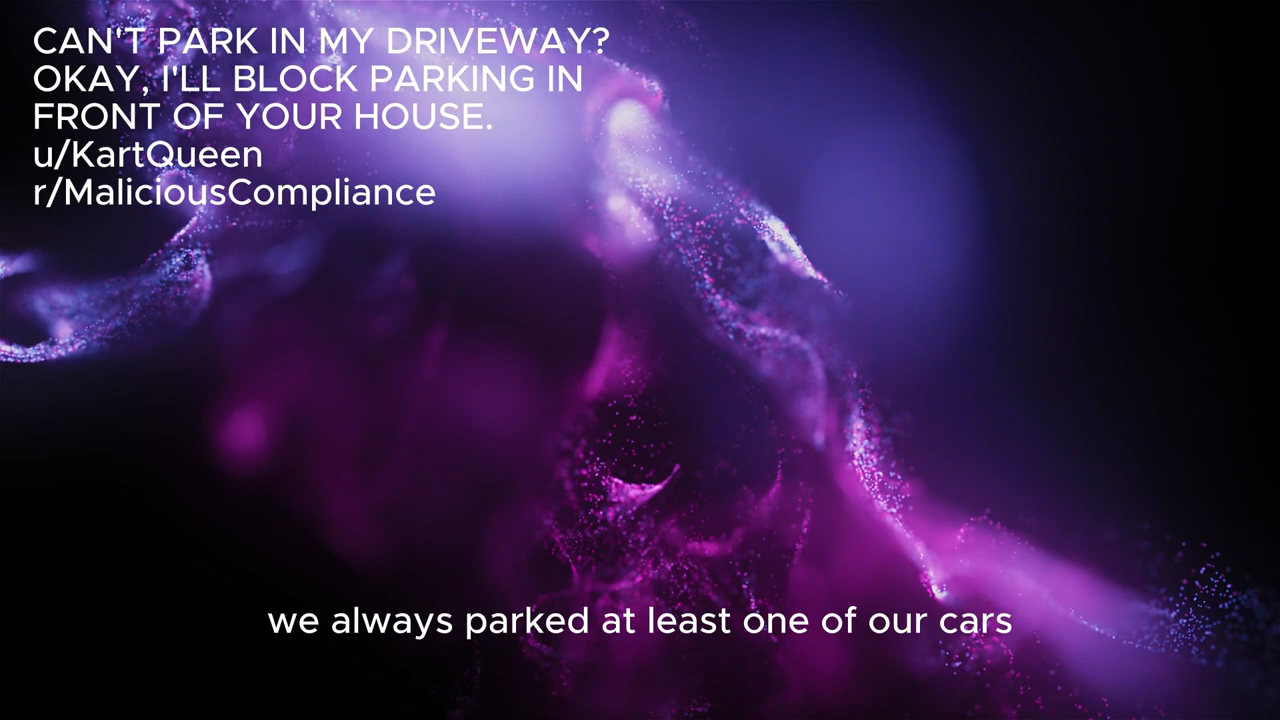 CAN'T PARK IN MY DRIVEWAY?
OKAY, I'LL BLOCK PARKING IN
FRONT OF YOUR HOUSE.
u/KartQueen
r/MaliciousCompliance
we always parked at least one of our cars